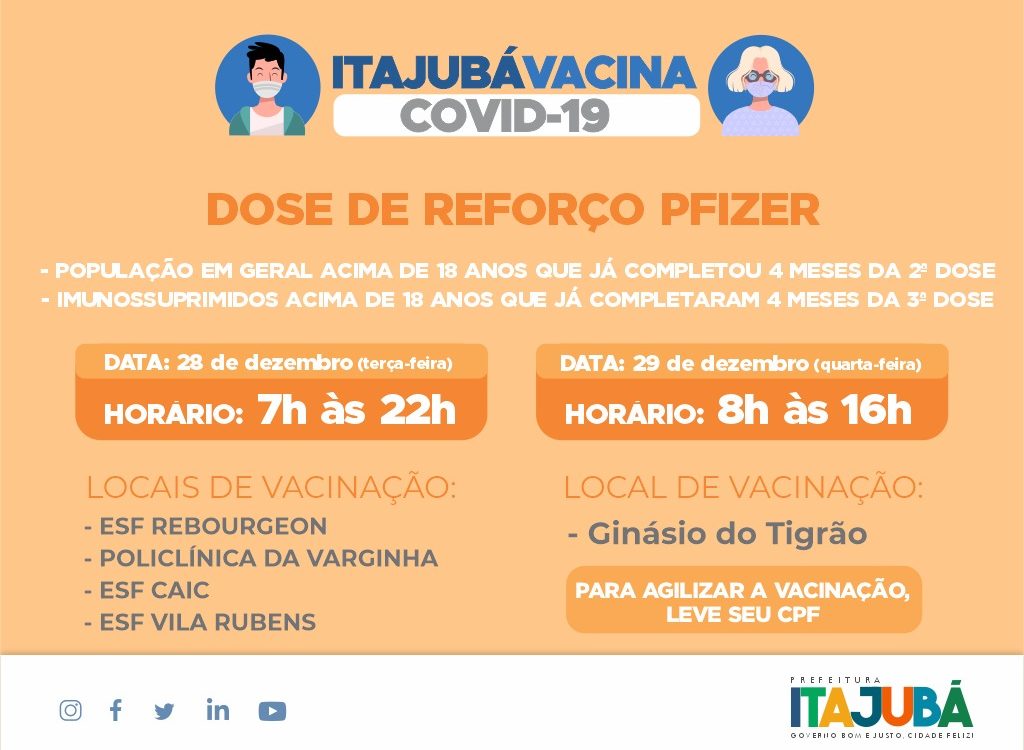 ITAJUBÁVACINA
COVID-19
DOSE DE REFORÇO PFIZER
- POPULAÇÃO EM GERAL ACIMA DE 18 ANOS QUE JÁ COMPLETOU 4 MESES DA 2ª DOSE
- IMUNOSSUPRIMIDOS ACIMA DE 18 ANOS QUE JÁ COMPLETARAM 4 MESES DA 3ª DOSE
DATA: 28 de dezembro (terça-feira)
HORÁRIO: 7h às 22h
LOCAIS DE VACINAÇÃO:
- ESF REBOURGEON
- POLICLÍNICA DA VARGINHA
- ESF CAIC
- ESF VILA RUBENS
DATA: 29 de dezembro (quarta-feira)
HORÁRIO: 8h às 16h
LOCAL DE VACINAÇÃO:
- Ginásio do Tigrão
PARA AGILIZAR A VACINAÇÃO,
LEVE SEU CPF
PREFEITURA
ITAJUBÁ
GOVERNO BOM E JUSTO, CIDADE FELIZ!